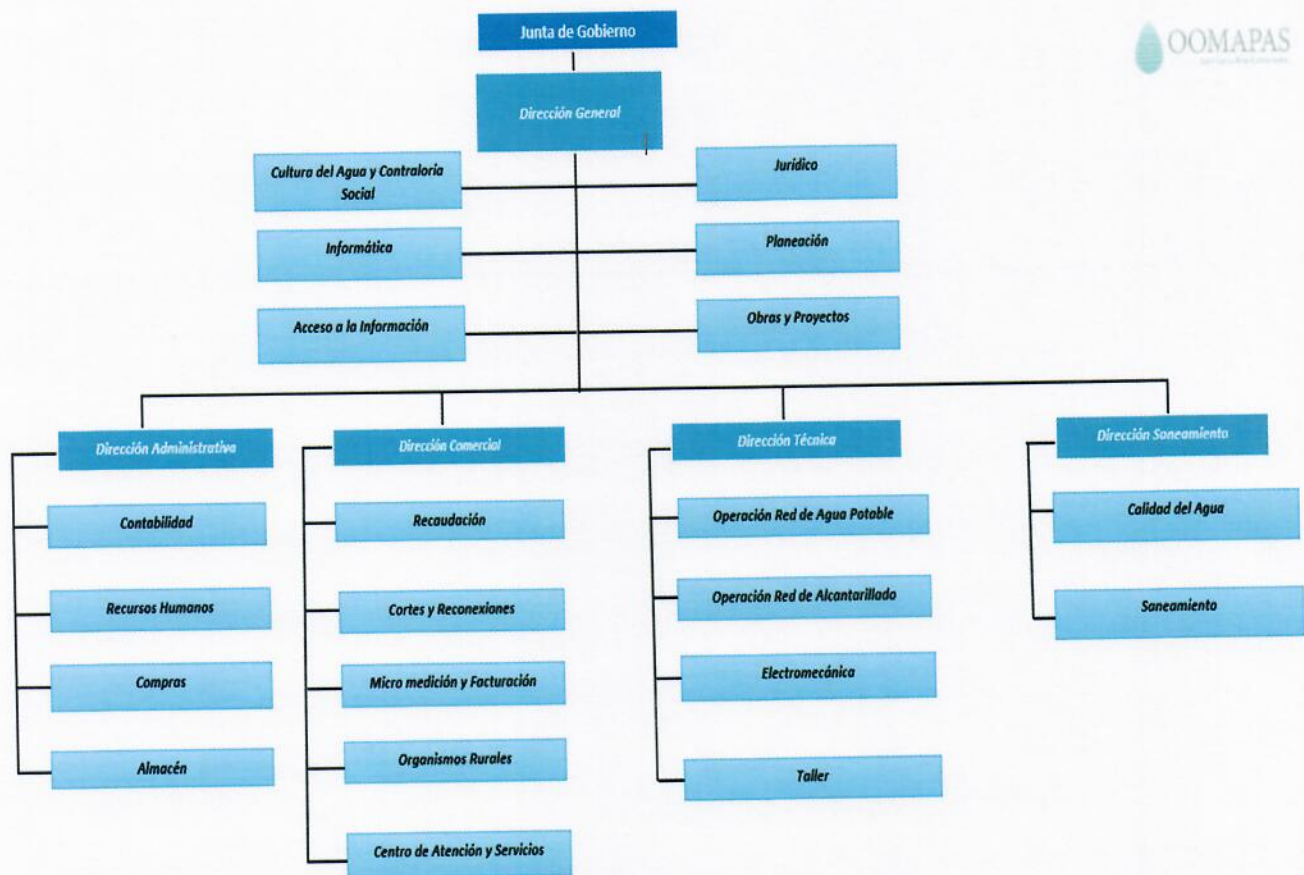 Junta de Gobierno
OOMAPAS
Dirección General
Cultura del Agua y Contraloría
Social
Jurídico
Informática
Planeación
Acceso a la Información
Obras y Proyectos
Dirección Administrativa
Dirección Comercial
Dirección Técnica
Dirección Saneamiento
Contabilidad
Recaudación
Operación Red de Agua Potable
Calidad del Agua
Recursos Humanos
Cortes y Reconexiones
Operación Red de Alcantarillado
Saneamiento
Compras
Micro medición y Facturación
Electromecánica
Almacén
Organismos Rurales
Taller
Centro de Atención y Servicios